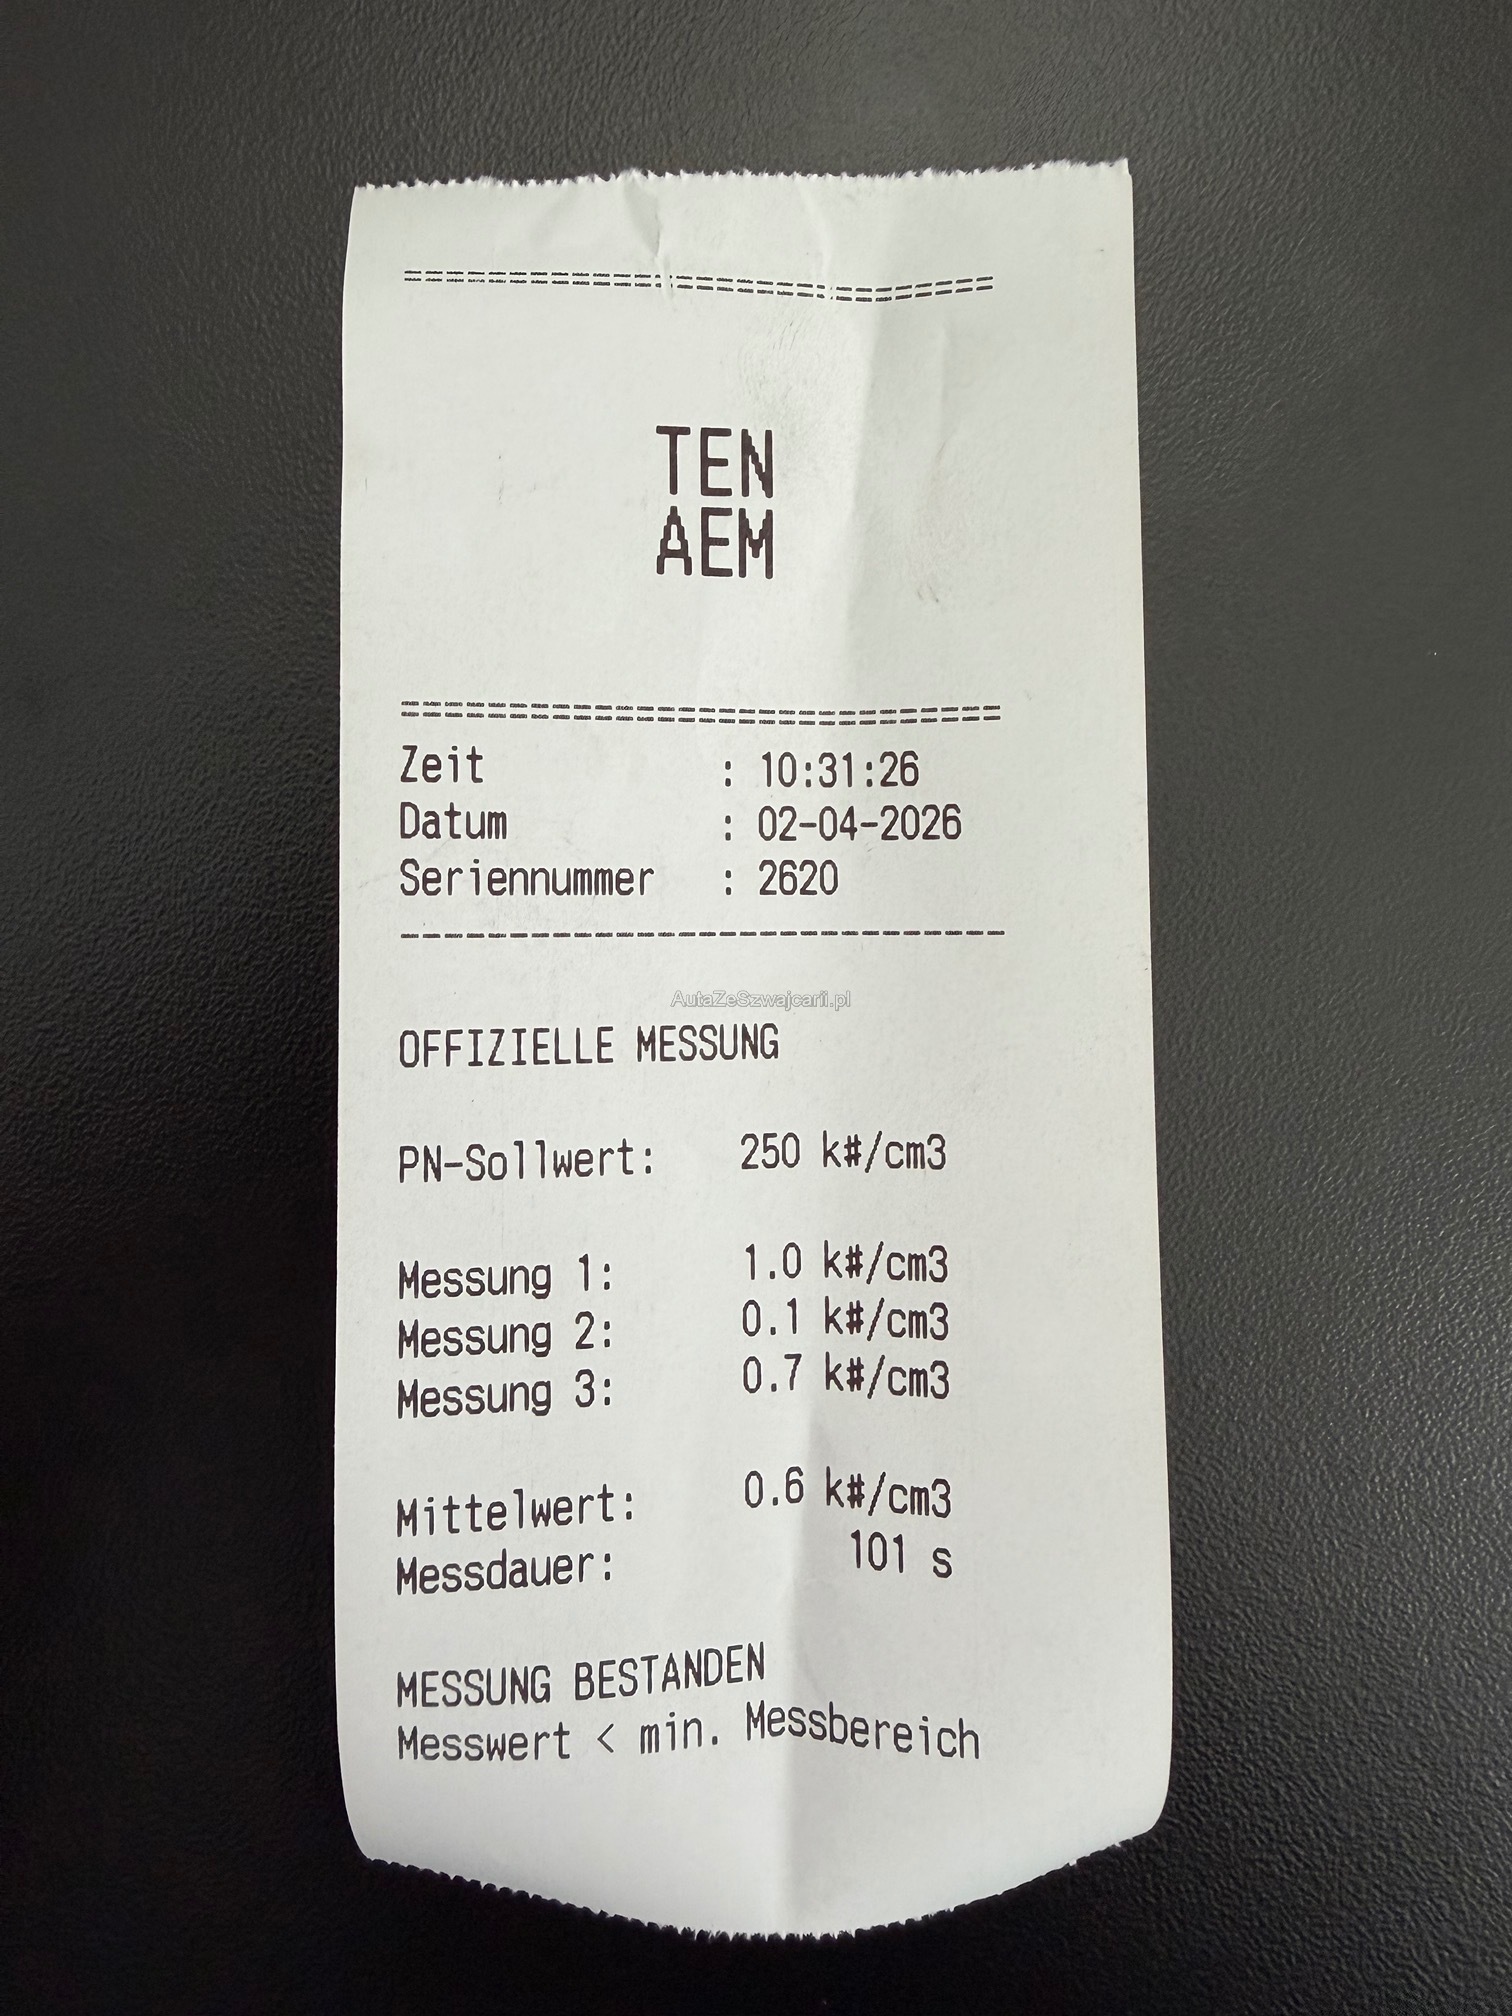 ============================
TEN
AEM
============================
Zeit : 10:31:26
Datum : 02-04-2026
Seriennummer : 2620
----------------------------
AutaZeSzwajcarii.pl
OFFIZIELLE MESSUNG
PN-Sollwert: 250 k#/cm3
Messung 1: 1.0 k#/cm3
Messung 2: 0.1 k#/cm3
Messung 3: 0.7 k#/cm3
Mittelwert: 0.6 k#/cm3
Messdauer: 101 s
MESSUNG BESTANDEN
Messwert < min. Messbereich